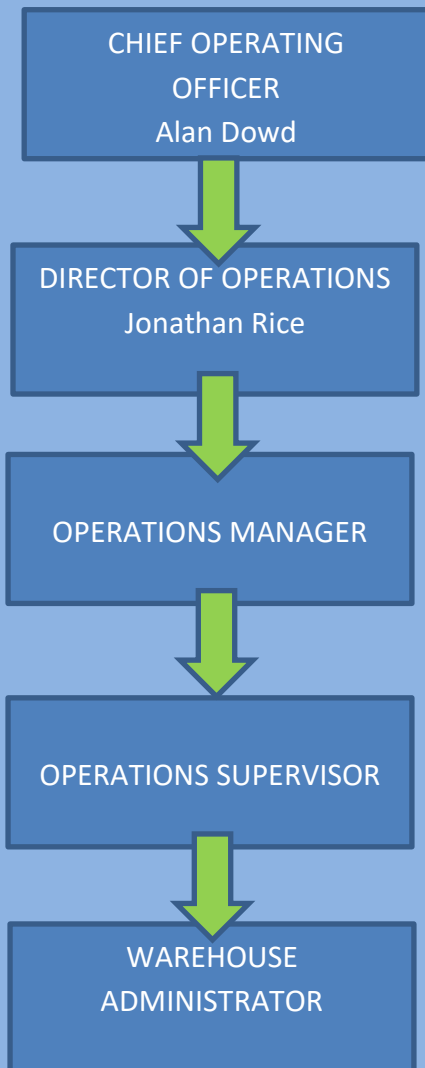 CHIEF OPERATING
OFFICER
Alan Dowd
DIRECTOR OF OPERATIONS
Jonathan Rice
OPERATIONS MANAGER
OPERATIONS SUPERVISOR
WAREHOUSE
ADMINISTRATOR